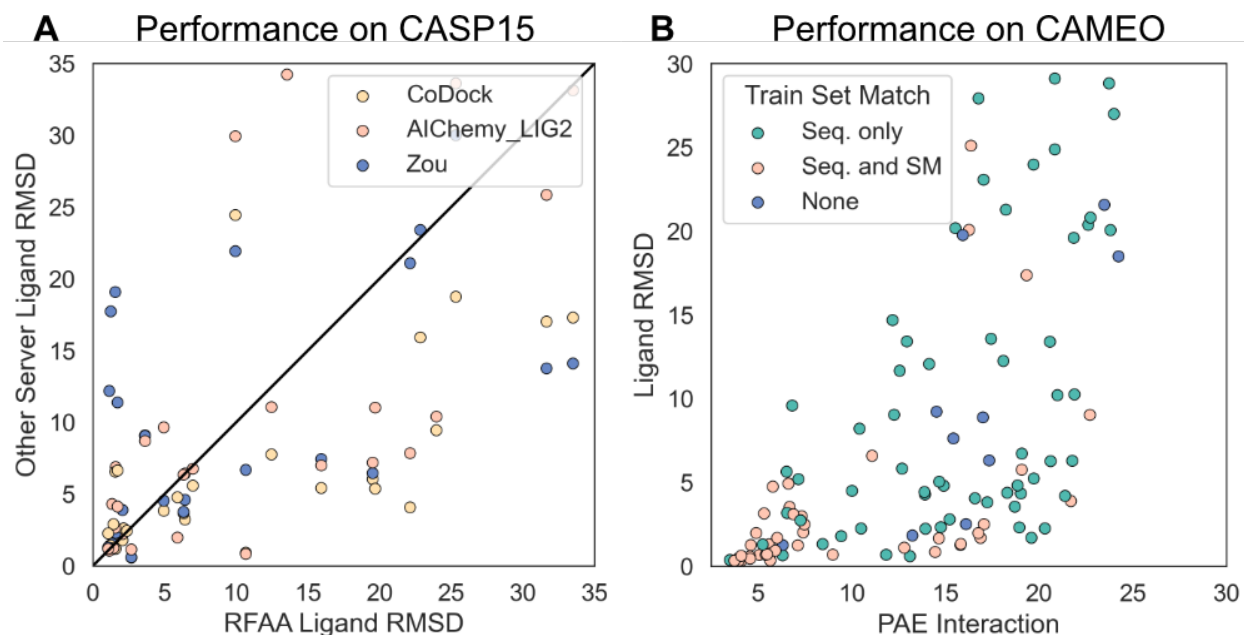 A Performance on CASP15
35
30
25
20
15
10
5
0
Other Server Ligand RMSD
CoDock
AIChemy_LIG2
Zou
0 5 10 15 20 25 30 35
RFAA Ligand RMSD
B Performance on CAMEO
30
25
20
15
10
5
0
Ligand RMSD
Train Set Match
Seq. only
Seq. and SM
None
5 10 15 20 25 30
PAE Interaction